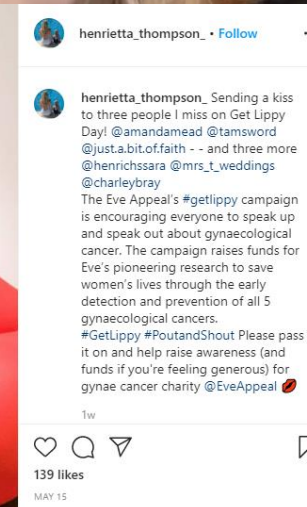 henrietta_thompson_ • Follow
henrietta_thompson_ Sending a kiss
to three people I miss on Get Lippy
Day! @amandamead @tamsword
@just.a.bit.of.faith - - and three more
@henrichssara @mrs_t_weddings
@charleybray
The Eve Appeal's #getlippy campaign
is encouraging everyone to speak up
and speak out about gynaecological
cancer. The campaign raises funds for
Eve's pioneering research to save
women's lives through the early
detection and prevention of all 5
gynaecological cancers.
#GetLippy #PoutandShout Please pass
it on and help raise awareness (and
funds if you're feeling generous) for
gynae cancer charity @EveAppeal 💋
1w
139 likes
MAY 15